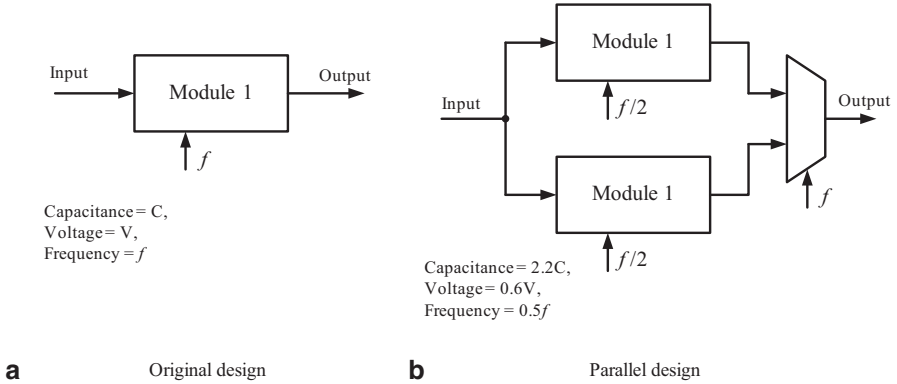 Input
Module 1
Output
f
Capacitance = C,
Voltage = V,
Frequency = f
a
Original design
Module 1
f/2
Input
Output
Module 1
f
f/2
Capacitance = 2.2C,
Voltage = 0.6V,
Frequency = 0.5f
b
Parallel design